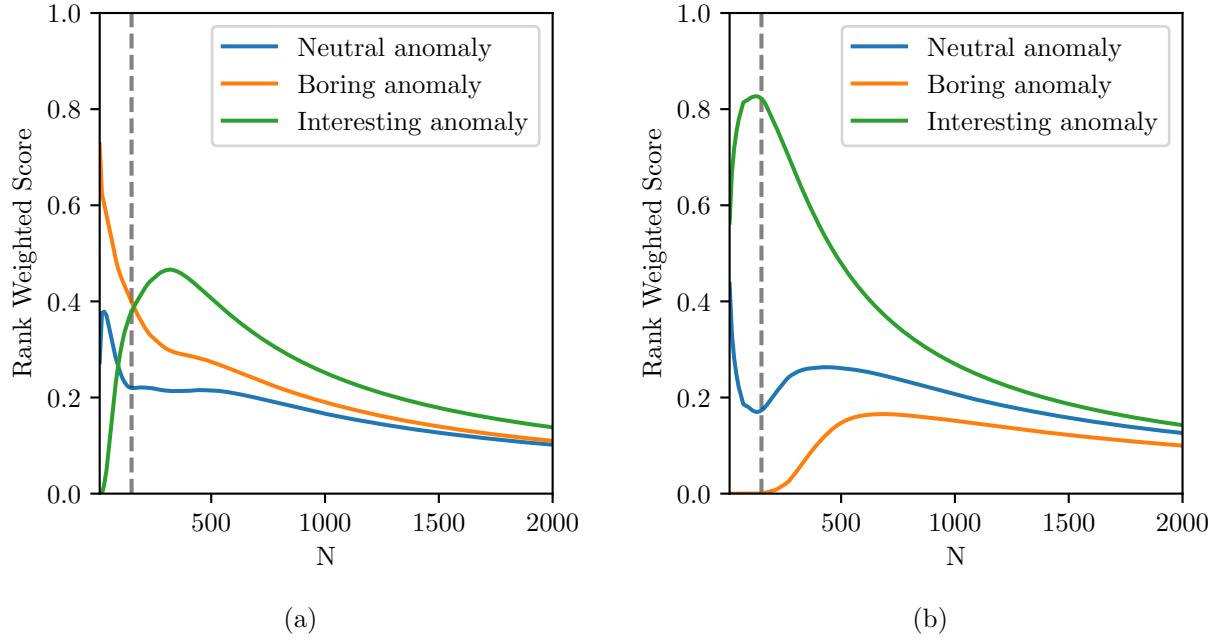 1.0
0.8
0.6
0.4
0.2
0.0
Rank Weighted Score
Neutral anomaly
Boring anomaly
Interesting anomaly
500
1000
1500
2000
N
(a)
1.0
0.8
0.6
0.4
0.2
0.0
Rank Weighted Score
Neutral anomaly
Boring anomaly
Interesting anomaly
500
1000
1500
2000
N
(b)